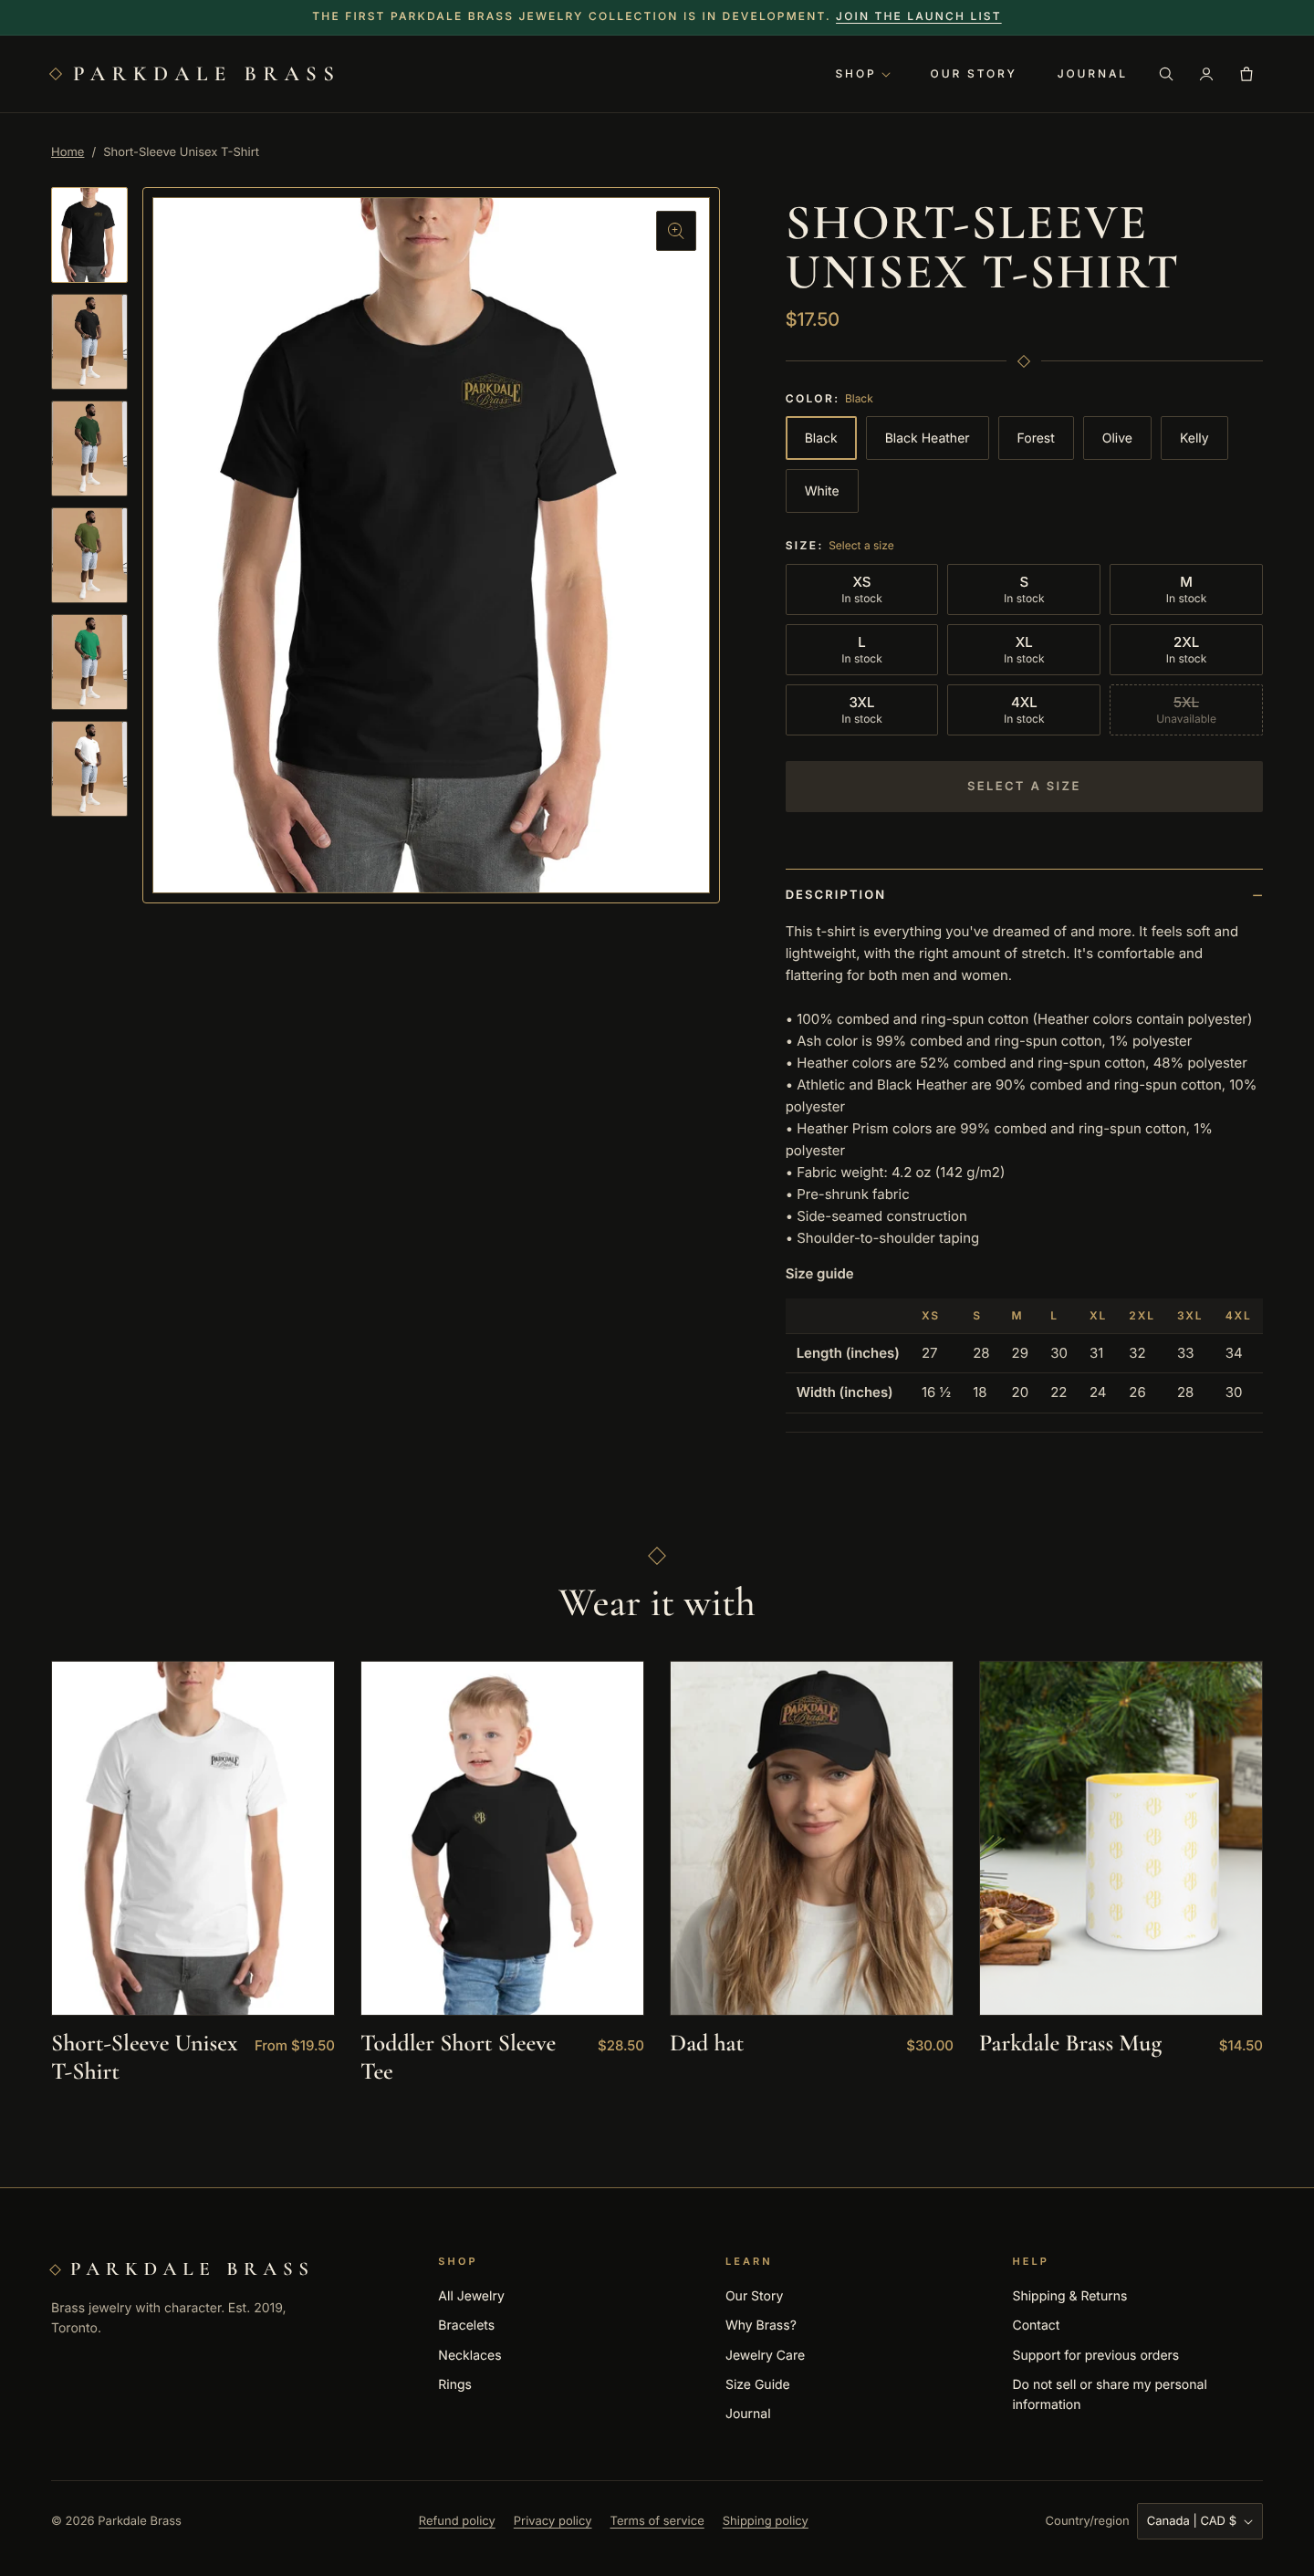 THE FIRST PARKDALE BRASS JEWELRY COLLECTION IS IN DEVELOPMENT. JOIN THE LAUNCH LIST
PARKDALE BRASS
SHOP
OUR STORY
JOURNAL
Home / Short-Sleeve Unisex T-Shirt
PARKDALE
Brass
SHORT-SLEEVE
UNISEX T-SHIRT
$17.50
COLOR: Black
Black
Black Heather
Forest
Olive
Kelly
White
SIZE: Select a size
XS
In stock
S
In stock
M
In stock
L
In stock
XL
In stock
2XL
In stock
3XL
In stock
4XL
In stock
5XL
Unavailable
SELECT A SIZE
DESCRIPTION
This t-shirt is everything you've dreamed of and more. It feels soft and
lightweight, with the right amount of stretch. It's comfortable and
flattering for both men and women.
• 100% combed and ring-spun cotton (Heather colors contain polyester)
• Ash color is 99% combed and ring-spun cotton, 1% polyester
• Heather colors are 52% combed and ring-spun cotton, 48% polyester
• Athletic and Black Heather are 90% combed and ring-spun cotton, 10%
polyester
• Heather Prism colors are 99% combed and ring-spun cotton, 1%
polyester
• Fabric weight: 4.2 oz (142 g/m2)
• Pre-shrunk fabric
• Side-seamed construction
• Shoulder-to-shoulder taping
Size guide
XS S M L XL 2XL 3XL 4XL
Length (inches) 27 28 29 30 31 32 33 34
Width (inches) 16 ½ 18 20 22 24 26 28 30
Wear it with
PARKDALE
PB
PARKDALE
Brass
PB
Short-Sleeve Unisex
T-Shirt
From $19.50
Toddler Short Sleeve
Tee
$28.50
Dad hat
$30.00
Parkdale Brass Mug
$14.50
PARKDALE BRASS
Brass jewelry with character. Est. 2019,
Toronto.
SHOP
All Jewelry
Bracelets
Necklaces
Rings
LEARN
Our Story
Why Brass?
Jewelry Care
Size Guide
Journal
HELP
Shipping & Returns
Contact
Support for previous orders
Do not sell or share my personal
information
© 2026 Parkdale Brass
Refund policy
Privacy policy
Terms of service
Shipping policy
Country/region
Canada | CAD $